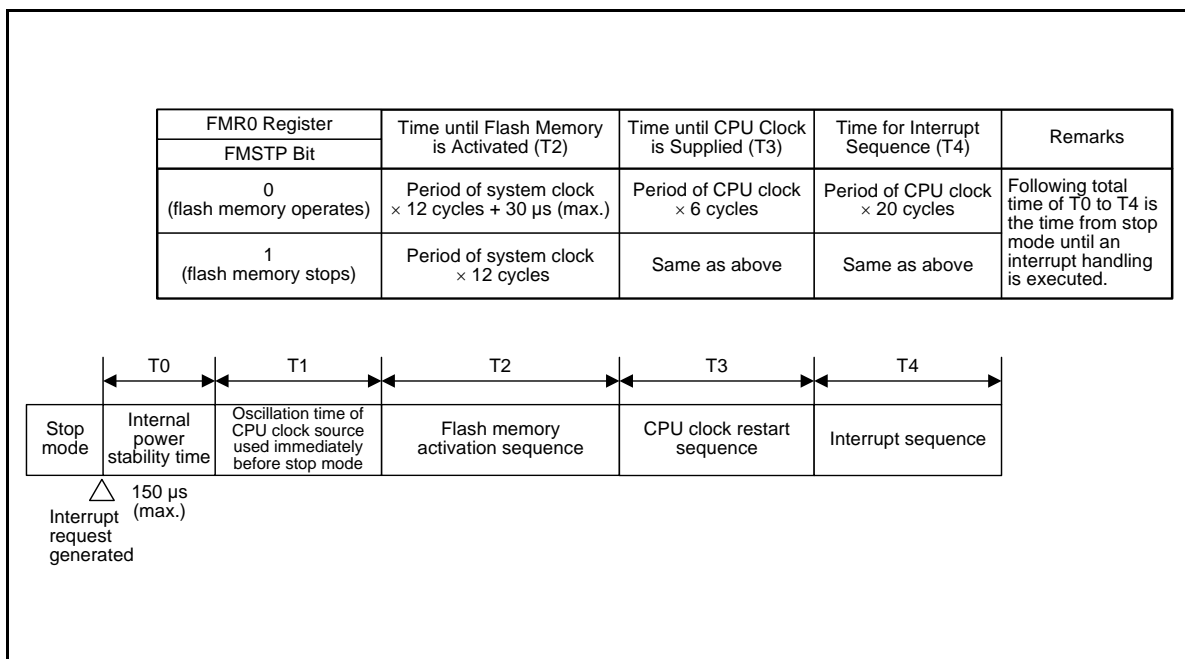 FMR0 Register
FMSTP Bit
Time until Flash Memory
is Activated (T2)
Time until CPU Clock
is Supplied (T3)
Time for Interrupt
Sequence (T4)
Remarks
0
(flash memory operates)
Period of system clock
× 12 cycles + 30 µs (max.)
Period of CPU clock
× 6 cycles
Period of CPU clock
× 20 cycles
Following total
time of T0 to T4 is
the time from stop
mode until an
interrupt handling
is executed.
1
(flash memory stops)
Period of system clock
× 12 cycles
Same as above
Same as above
T0
T1
T2
T3
T4
Stop
mode
Internal
power
stability time
Oscillation time of
CPU clock source
used immediately
before stop mode
Flash memory
activation sequence
CPU clock restart
sequence
Interrupt sequence
150 µs
(max.)
Interrupt
request
generated